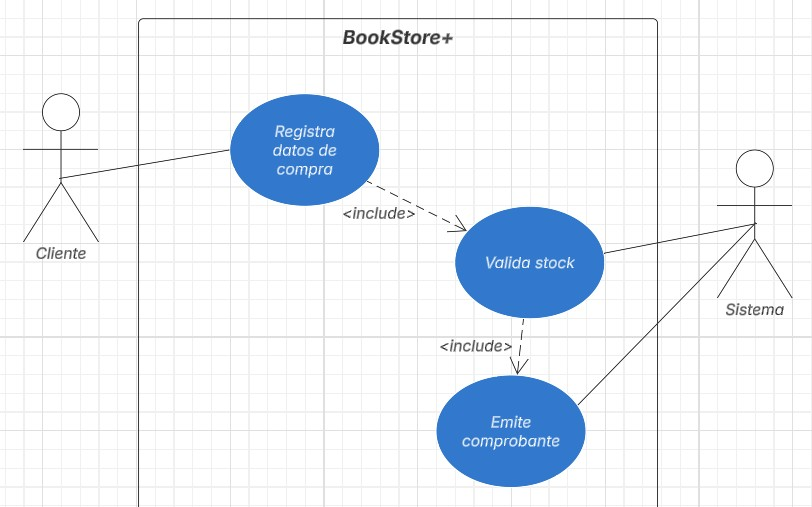 BookStore+
Registra
datos de
compra
<include>
Cliente
Valida stock
Sistema
<include>
Emite
comprobante